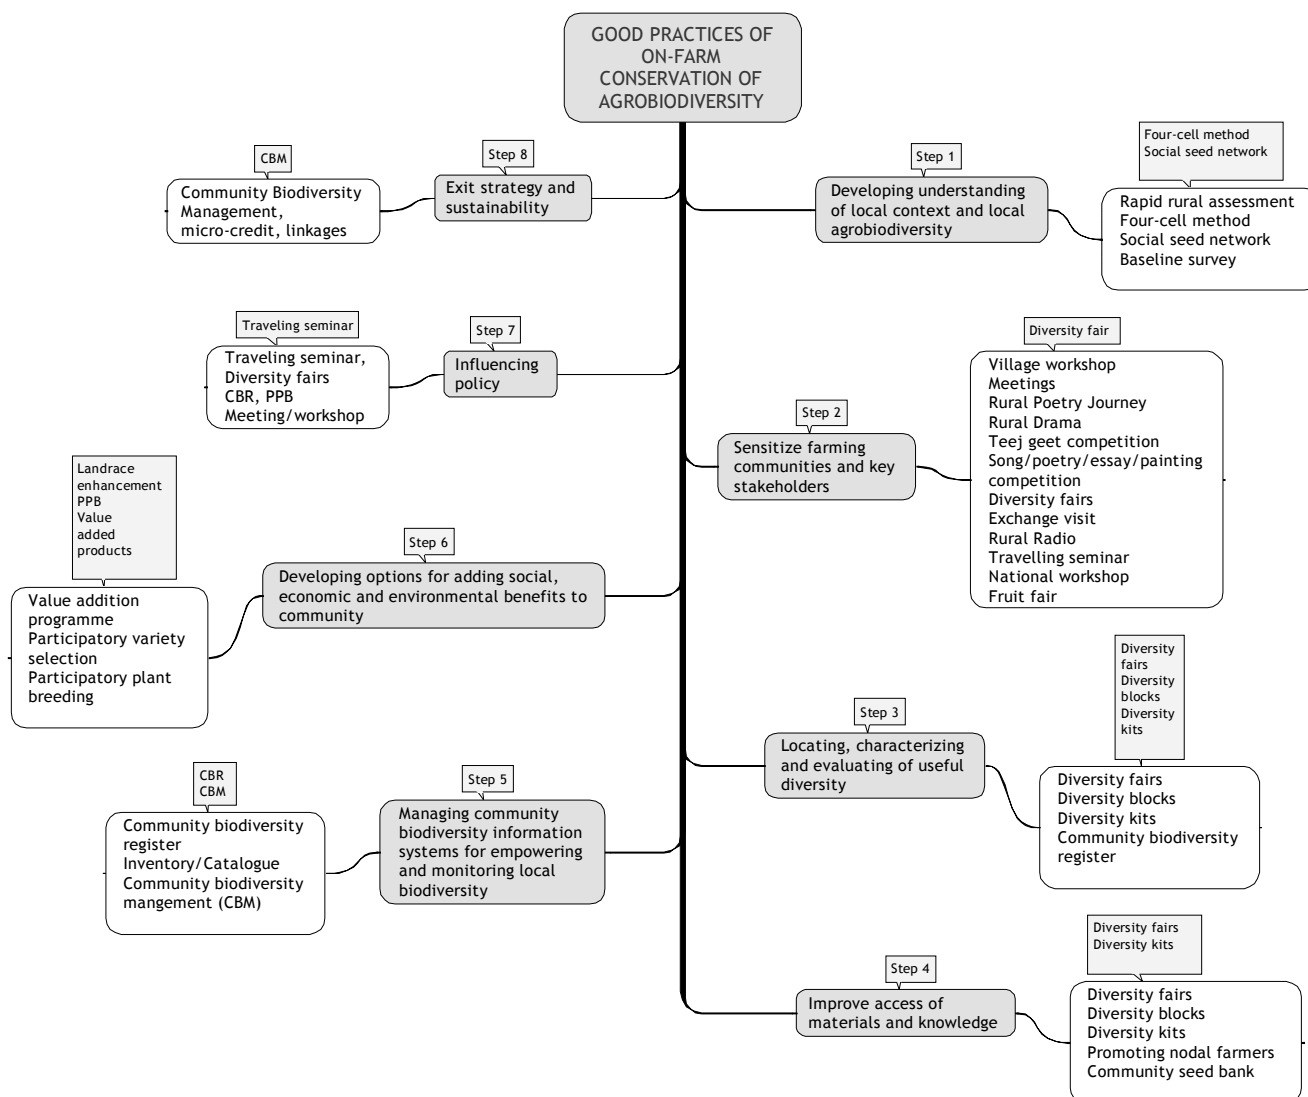 GOOD PRACTICES OF
ON-FARM
CONSERVATION OF
AGROBIODIVERSITY
Step 1
Developing understanding
of local context and local
agrobiodiversity
Four-cell method
Social seed network
Rapid rural assessment
Four-cell method
Social seed network
Baseline survey
Step 2
Sensitize farming
communities and key
stakeholders
Diversity fair
Village workshop
Meetings
Rural Poetry Journey
Rural Drama
Teej geet competition
Song/poetry/essay/painting
competition
Diversity fairs
Exchange visit
Rural Radio
Travelling seminar
National workshop
Fruit fair
Step 3
Locating, characterizing
and evaluating of useful
diversity
Diversity
fairs
Diversity
blocks
Diversity
kits
Diversity fairs
Diversity blocks
Diversity kits
Community biodiversity
register
Step 4
Improve access of
materials and knowledge
Diversity fairs
Diversity kits
Diversity fairs
Diversity blocks
Diversity kits
Promoting nodal farmers
Community seed bank
Step 5
Managing community
biodiversity information
systems for empowering
and monitoring local
biodiversity
CBR
CBM
Community biodiversity
register
Inventory/Catalogue
Community biodiversity
mangement (CBM)
Step 6
Developing options for adding social,
economic and environmental benefits to
community
Landrace
enhancement
PPB
Value
added
products
Value addition
programme
Participatory variety
selection
Participatory plant
breeding
Step 7
Influencing
policy
Traveling seminar
Traveling seminar,
Diversity fairs
CBR, PPB
Meeting/workshop
Step 8
Exit strategy and
sustainability
CBM
Community Biodiversity
Management,
micro-credit, linkages